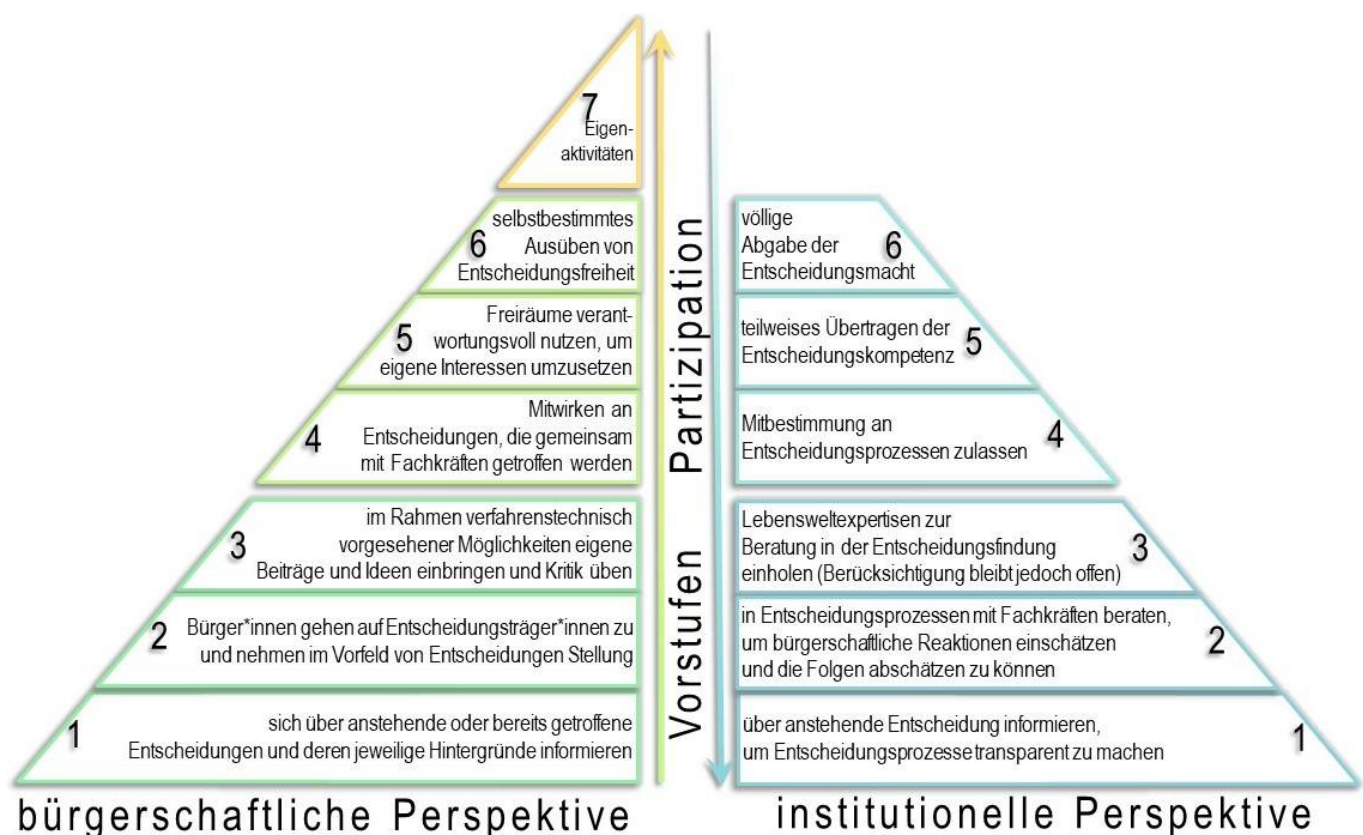 7
Eigen-
aktivitäten
selbstbestimmtes
6 Ausüben von
Entscheidungsfreiheit
Freiräume verant-
5 wortungsvoll nutzen, um
eigene Interessen umzusetzen
Mitwirken an
4 Entscheidungen, die gemeinsam
mit Fachkräften getroffen werden
im Rahmen verfahrenstechnisch
3 vorgesehener Möglichkeiten eigene
Beiträge und Ideen einbringen und Kritik üben
2 Bürger*innen gehen auf Entscheidungsträger*innen zu
und nehmen im Vorfeld von Entscheidungen Stellung
1 sich über anstehende oder bereits getroffene
Entscheidungen und deren jeweilige Hintergründe informieren
bürgerschaftliche Perspektive
Partizipation
Vorstufen
völlige
Abgabe der 6
Entscheidungsmacht
teilweises Übertragen der
Entscheidungskompetenz 5
Mitbestimmung an 4
Entscheidungsprozessen zulassen
Lebensweltexpertisen zur
Beratung in der Entscheidungsfindung 3
einholen (Berücksichtigung bleibt jedoch offen)
in Entscheidungsprozessen mit Fachkräften beraten,
um bürgerschaftliche Reaktionen einschätzen 2
und die Folgen abschätzen zu können
über anstehende Entscheidung informieren, 1
um Entscheidungsprozesse transparent zu machen
institutionelle Perspektive